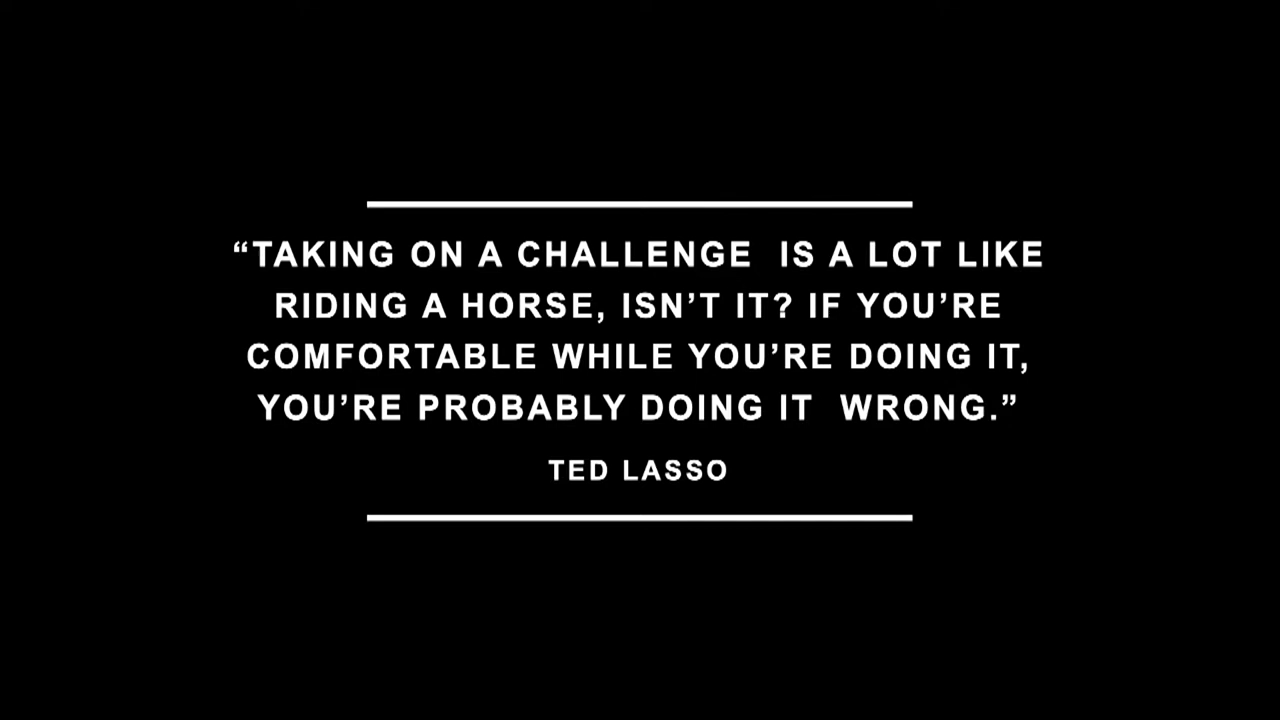 “TAKING ON A CHALLENGE  IS A LOT LIKE
RIDING A HORSE, ISN’T IT? IF YOU’RE
COMFORTABLE WHILE YOU’RE DOING IT,
YOU’RE PROBABLY DOING IT  WRONG.”
TED LASSO